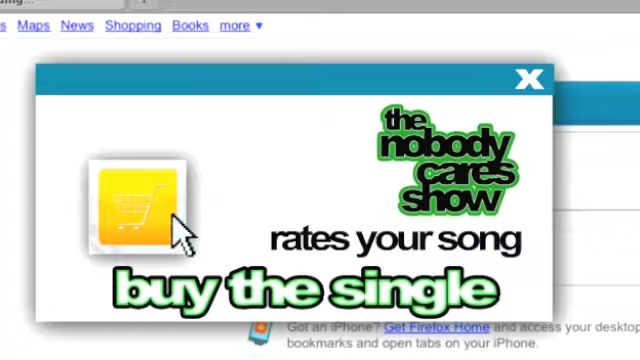 Maps News Shopping Books more ▼
X
the
nobody
cares
show
rates your song
buy the single
Got an iPhone? Get Firefox Home and access your desktop
bookmarks and open tabs on your iPhone.